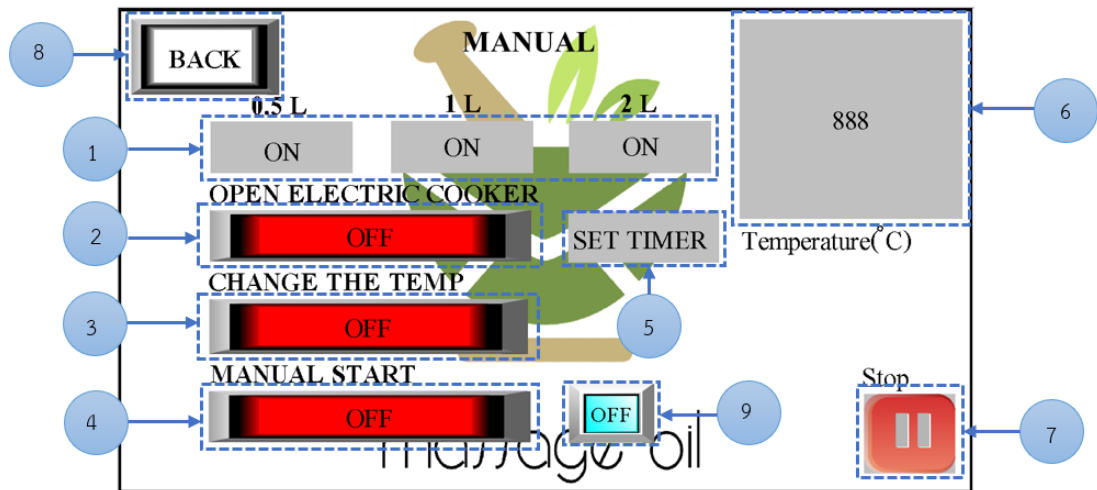 8
BACK
MANUAL
0.5 L
1 L
2 L
888
6
1
ON
ON
ON
OPEN ELECTRIC COOKER
2
OFF
SET TIMER
Temperature(°C)
CHANGE THE TEMP
3
OFF
5
MANUAL START
Stop
4
OFF
OFF
9
7
massage oil